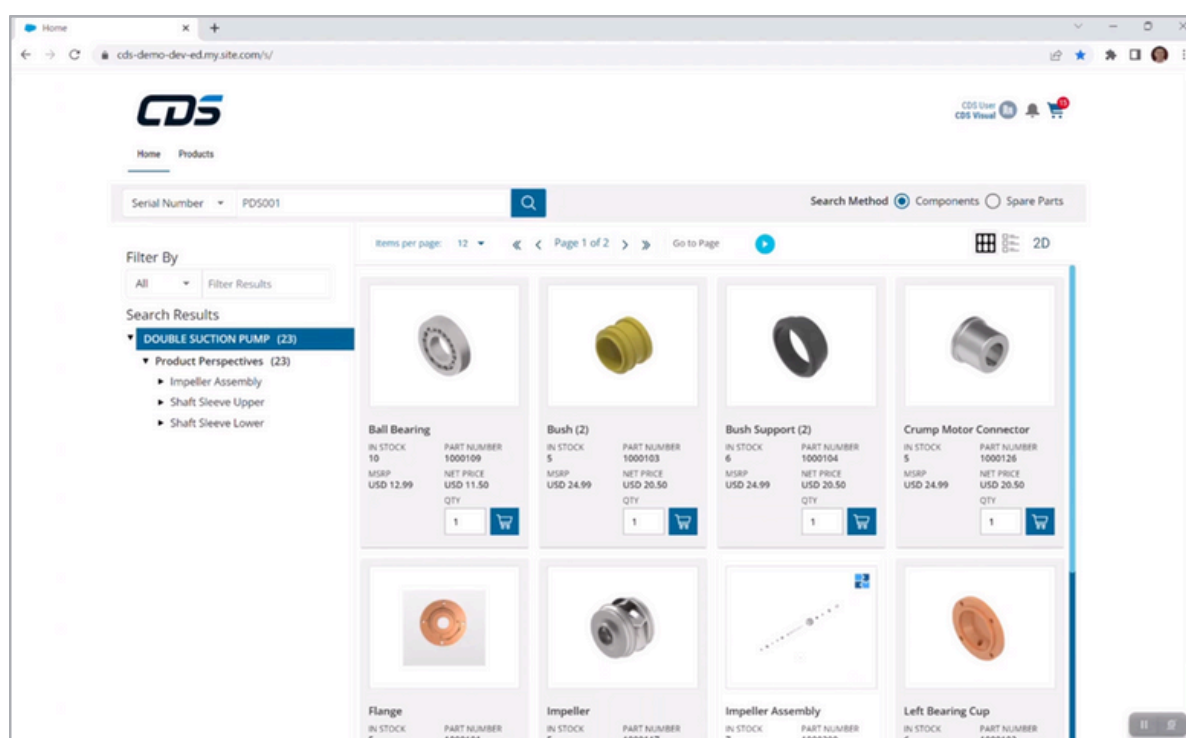 Home
cds-demo-dev-ed.my.site.com/s/
CDS
CDS User
CDS Visual
15
Home Products
Serial Number PDS001
Search Method Components Spare Parts
Filter By
All Filter Results
Search Results
DOUBLE SUCTION PUMP (23)
Product Perspectives (23)
Impeller Assembly
Shaft Sleeve Upper
Shaft Sleeve Lower
Items per page: 12 Page 1 of 2 Go to Page 2D
Ball Bearing
IN STOCK PART NUMBER
10 1000109
MSRP NET PRICE
USD 12.99 USD 11.50
QTY
1
Bush (2)
IN STOCK PART NUMBER
5 1000103
MSRP NET PRICE
USD 24.99 USD 20.50
QTY
1
Bush Support (2)
IN STOCK PART NUMBER
6 1000104
MSRP NET PRICE
USD 24.99 USD 20.50
QTY
1
Crump Motor Connector
IN STOCK PART NUMBER
5 1000126
MSRP NET PRICE
USD 24.99 USD 20.50
QTY
1
Flange
IN STOCK PART NUMBER
Impeller
IN STOCK PART NUMBER
Impeller Assembly
IN STOCK PART NUMBER
Left Bearing Cup
IN STOCK PART NUMBER